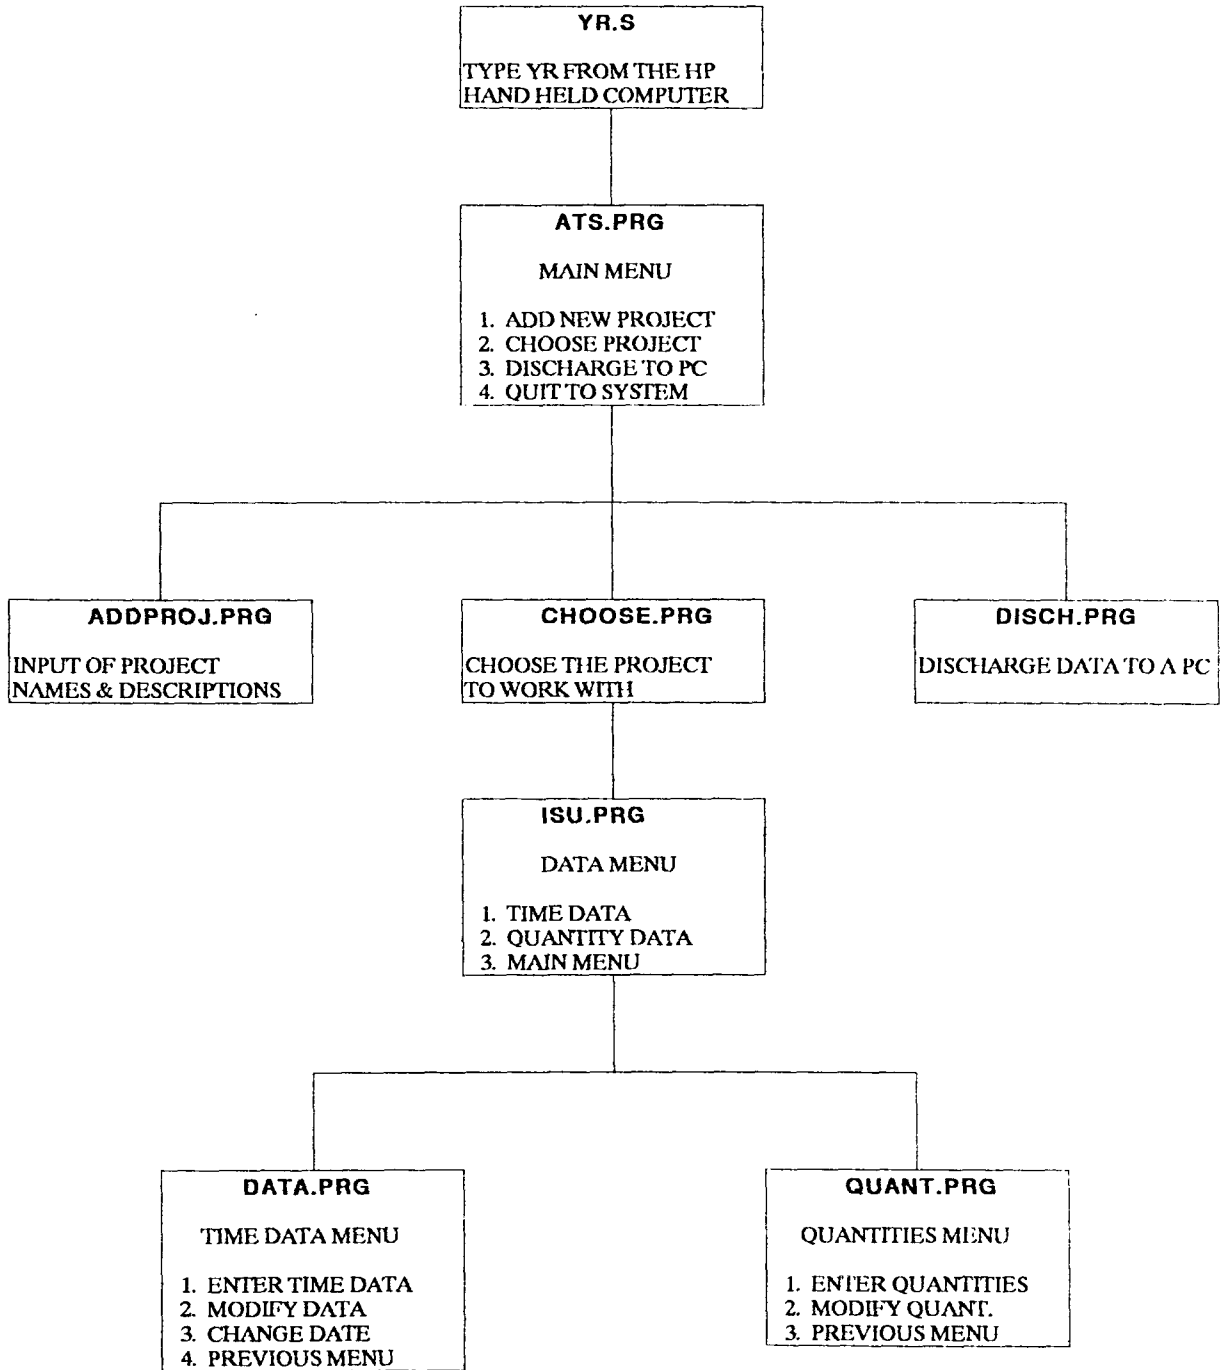 YR.S
TYPE YR FROM THE HP
HAND HELD COMPUTER
ATS.PRG
MAIN MENU
1. ADD NEW PROJECT
2. CHOOSE PROJECT
3. DISCHARGE TO PC
4. QUIT TO SYSTEM
ADDPROJ.PRG
INPUT OF PROJECT
NAMES & DESCRIPTIONS
CHOOSE.PRG
CHOOSE THE PROJECT
TO WORK WITH
DISCH.PRG
DISCHARGE DATA TO A PC
ISU.PRG
DATA MENU
1. TIME DATA
2. QUANTITY DATA
3. MAIN MENU
DATA.PRG
TIME DATA MENU
1. ENTER TIME DATA
2. MODIFY DATA
3. CHANGE DATE
4. PREVIOUS MENU
QUANT.PRG
QUANTITIES MENU
1. ENTER QUANTITIES
2. MODIFY QUANT.
3. PREVIOUS MENU